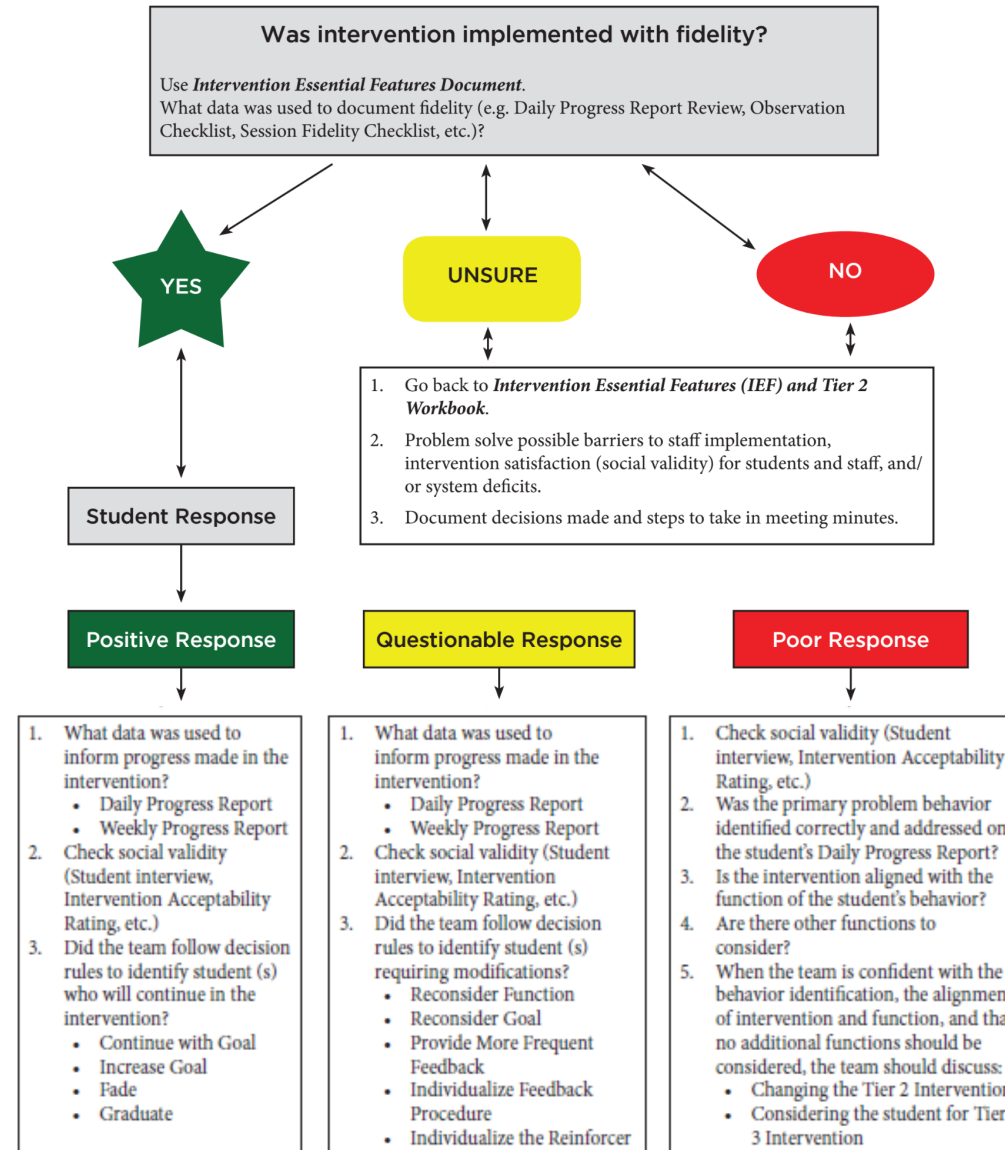 Was intervention implemented with fidelity?
Use Intervention Essential Features Document.
What data was used to document fidelity (e.g. Daily Progress Report Review, Observation
Checklist, Session Fidelity Checklist, etc.)?
YES
UNSURE
NO
1. Go back to Intervention Essential Features (IEF) and Tier 2
Workbook.
2. Problem solve possible barriers to staff implementation,
intervention satisfaction (social validity) for students and staff, and/
or system deficits.
3. Document decisions made and steps to take in meeting minutes.
Student Response
Positive Response
Questionable Response
Poor Response
1. What data was used to
inform progress made in the
intervention?
• Daily Progress Report
• Weekly Progress Report
2. Check social validity
(Student interview,
Intervention Acceptability
Rating, etc.)
3. Did the team follow decision
rules to identify student (s)
who will continue in the
intervention?
• Continue with Goal
• Increase Goal
• Fade
• Graduate
1. What data was used to
inform progress made in the
intervention?
• Daily Progress Report
• Weekly Progress Report
2. Check social validity (Student
interview, Intervention
Acceptability Rating, etc.)
3. Did the team follow decision
rules to identify student (s)
requiring modifications?
• Reconsider Function
• Reconsider Goal
• Provide More Frequent
Feedback
• Individualize Feedback
Procedure
• Individualize the Reinforcer
1. Check social validity (Student
interview, Intervention Acceptability
Rating, etc.)
2. Was the primary problem behavior
identified correctly and addressed on
the student's Daily Progress Report?
3. Is the intervention aligned with the
function of the student's behavior?
4. Are there other functions to
consider?
5. When the team is confident with the
behavior identification, the alignmen
of intervention and function, and tha
no additional functions should be
considered, the team should discuss:
• Changing the Tier 2 Intervention
• Considering the student for Tier
3 Intervention